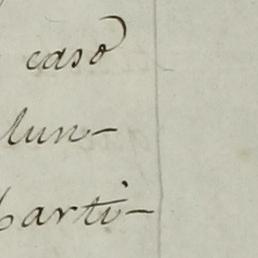 caso
lun-
parti-